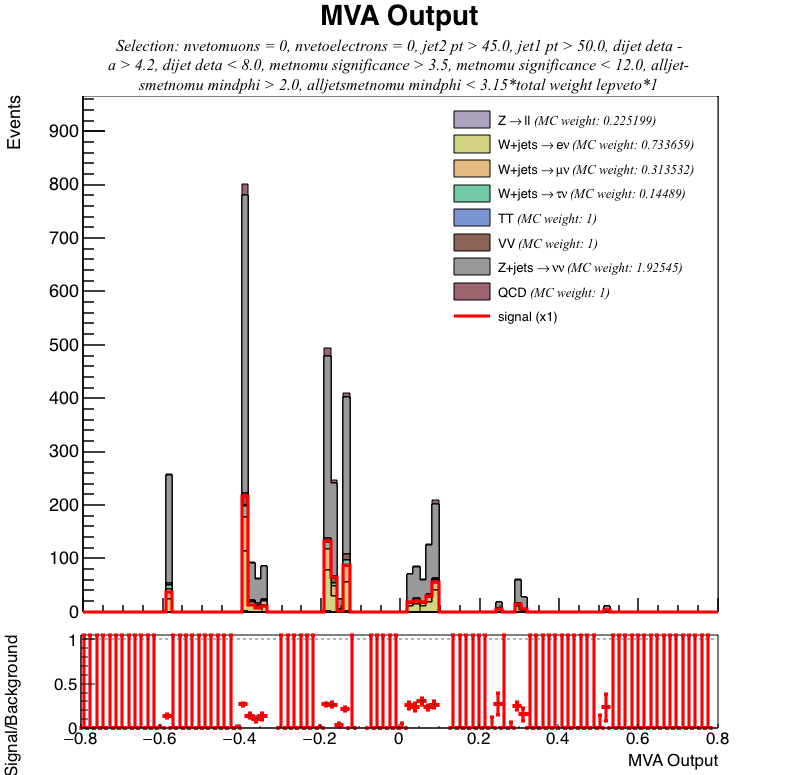 MVA Output
Selection: nvetomuons = 0, nvetoelectrons = 0, jet2 pt > 45.0, jet1 pt > 50.0, dijet deta -
a > 4.2, dijet deta < 8.0, metnomu significance > 3.5, metnomu significance < 12.0, alljet-
smetnomu mindphi > 2.0, alljetsmetnomu mindphi < 3.15*total weight lepveto*1
Events
900
800
700
600
500
400
300
200
100
0
Z→ll (MC weight: 0.225199)
W+jets →eν (MC weight: 0.733659)
W+jets →μν (MC weight: 0.313532)
W+jets →τν (MC weight: 0.14489)
TT (MC weight: 1)
VV (MC weight: 1)
Z+jets →νν (MC weight: 1.92545)
QCD (MC weight: 1)
signal (x1)
Signal/Background
1
0.5
0
−0.8 −0.6 −0.4 −0.2 0 0.2 0.4 0.6 0.8
MVA Output